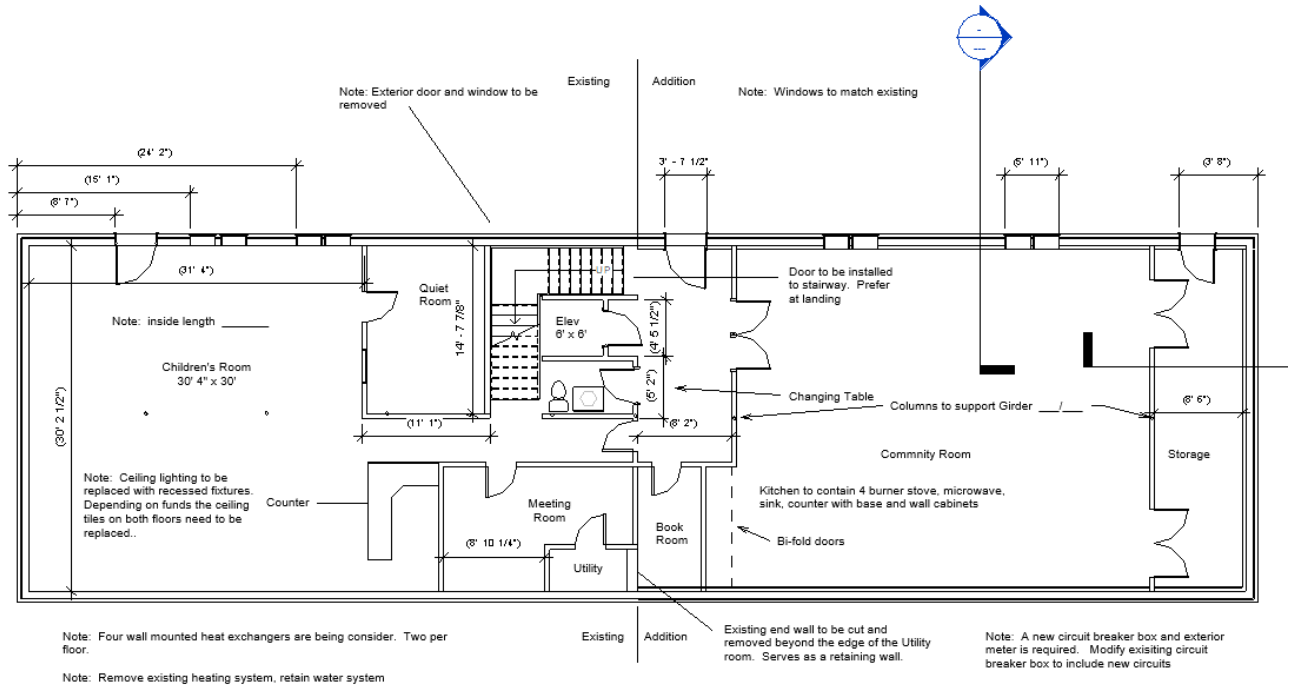 Existing
Addition
Note: Exterior door and window to be
removed
Note: Windows to match existing
(24' 2")
(15' 1")
(8' 7")
3' - 7 1/2"
(5' 11")
(3' 8")
(31' 4")
Quiet
Room
UP
Door to be installed
to stairway. Prefer
at landing
Note: inside length ______
14' - 7 7/8"
Elev
6' x 6'
(4' 5 1/2")
Children's Room
30' 4" x 30'
(5' 2")
Changing Table
Columns to support Girder __/__
(30' 2 1/2")
(11' 1")
(8' 2")
(8' 6")
Commnity Room
Storage
Note: Ceiling lighting to be
replaced with recessed fixtures.
Depending on funds the ceiling
tiles on both floors need to be
replaced..
Counter
Meeting
Room
Kitchen to contain 4 burner stove, microwave,
sink, counter with base and wall cabinets
Book
Room
(8' 10 1/4")
Bi-fold doors
Utility
Note: Four wall mounted heat exchangers are being consider. Two per
floor.
Existing
Addition
Existing end wall to be cut and
removed beyond the edge of the Utility
room. Serves as a retaining wall.
Note: A new circuit breaker box and exterior
meter is required. Modify exisiting circuit
breaker box to include new circuits
Note: Remove existing heating system, retain water system